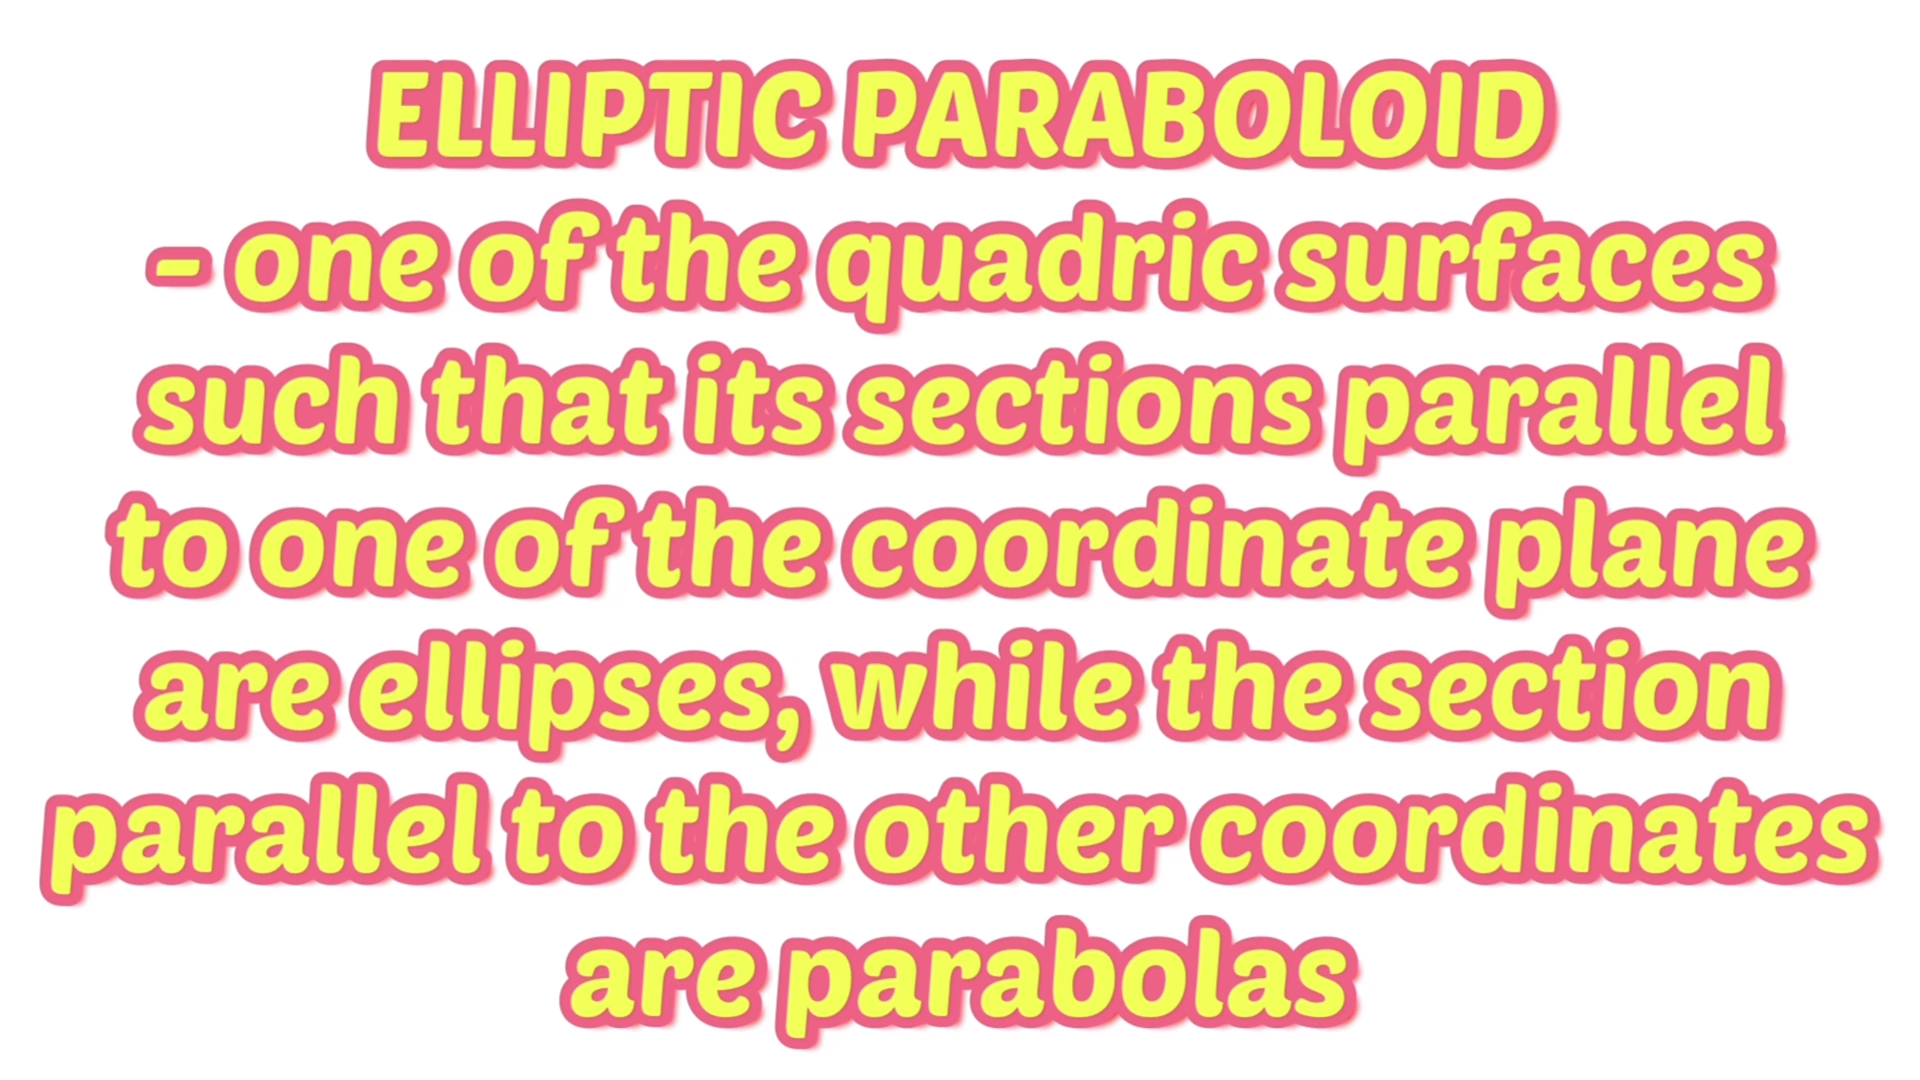 ELLIPTIC PARABOLOID
- one of the quadric surfaces
such that its sections parallel
to one of the coordinate plane
are ellipses, while the section
parallel to the other coordinates
are parabolas